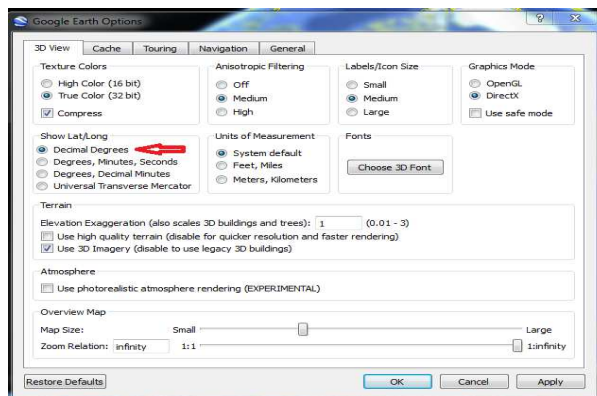 Google Earth Options
3D View Cache Touring Navigation General
Texture Colors
High Color (16 bit)
True Color (32 bit)
Compress
Anisotropic Filtering
Off
Medium
High
Labels/Icon Size
Small
Medium
Large
Graphics Mode
OpenGL
DirectX
Use safe mode
Show Lat/Long
Decimal Degrees
Degrees, Minutes, Seconds
Degrees, Decimal Minutes
Universal Transverse Mercator
Units of Measurement
System default
Feet, Miles
Meters, Kilometers
Fonts
Choose 3D Font
Terrain
Elevation Exaggeration (also scales 3D buildings and trees): 1 (0.01 - 3)
Use high quality terrain (disable for quicker resolution and faster rendering)
Use 3D Imagery (disable to use legacy 3D buildings)
Atmosphere
Use photorealistic atmosphere rendering (EXPERIMENTAL)
Overview Map
Map Size: Small Large
Zoom Relation: infinity 1:1 1:infinity
Restore Defaults OK Cancel Apply